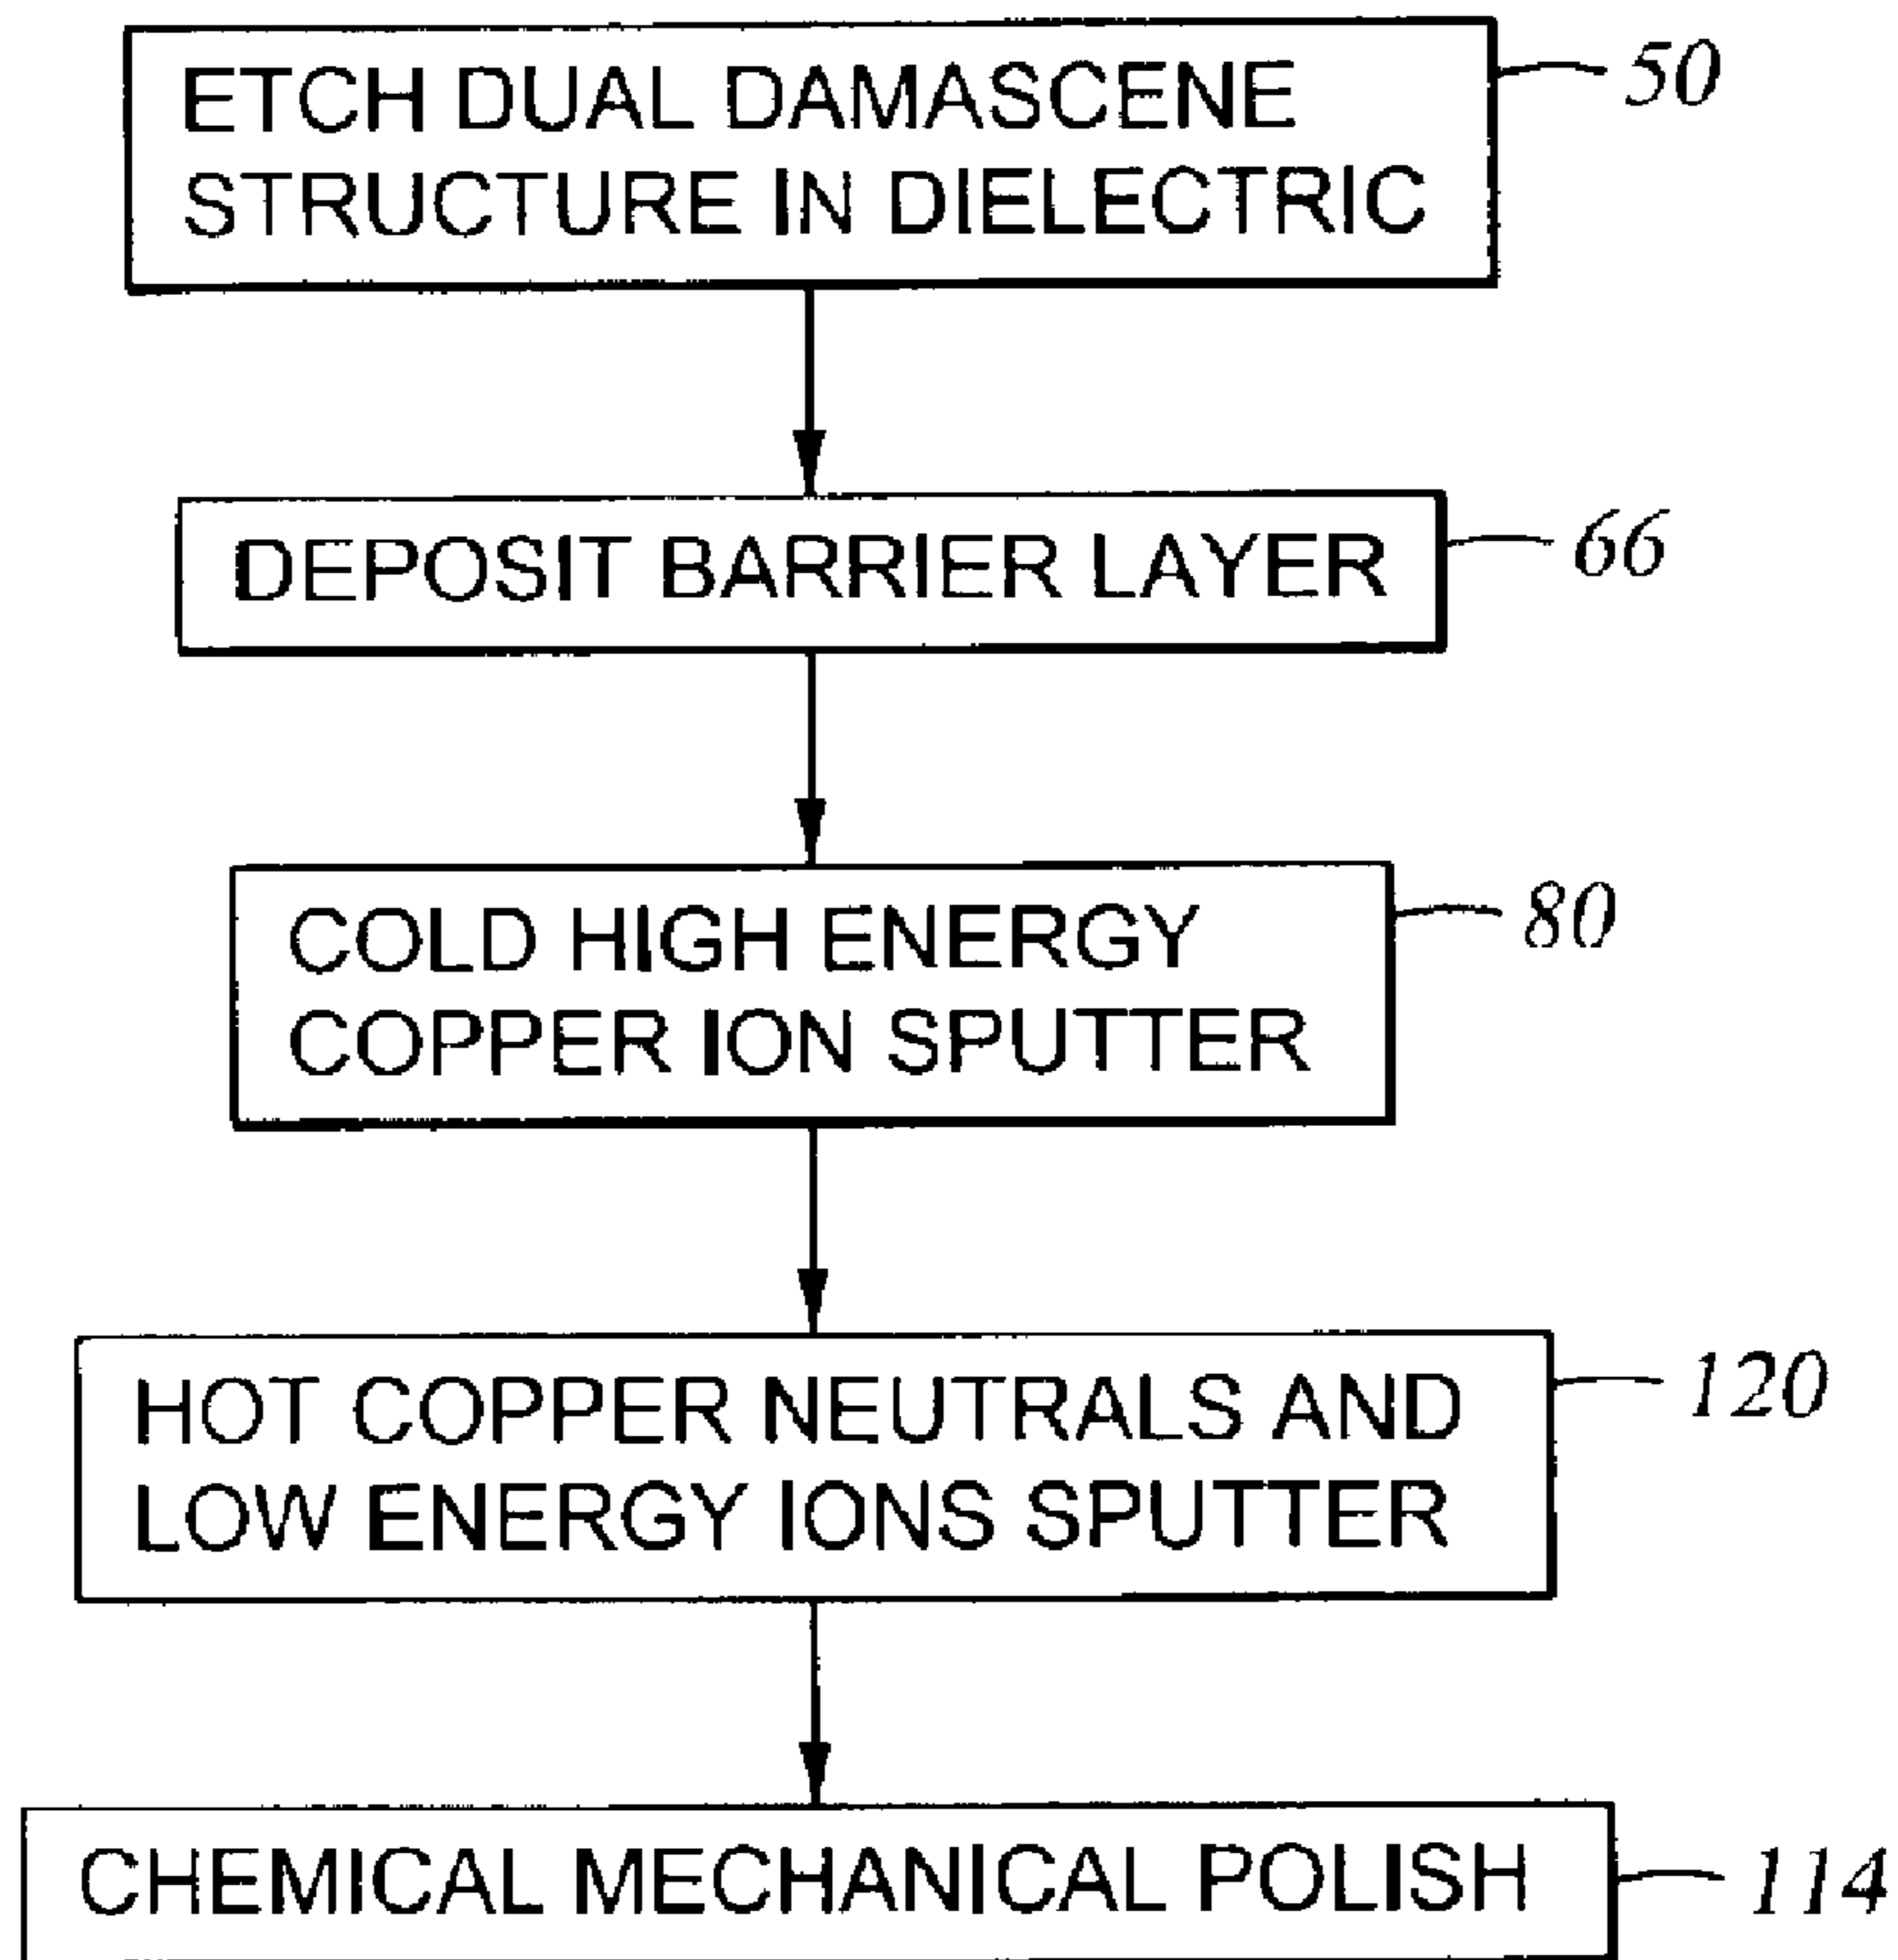 ETCH DUAL DAMASCENE
STRUCTURE IN DIELECTRIC
50
DEPOSIT BARRIER LAYER
66
COLD HIGH ENERGY
COPPER ION SPUTTER
80
HOT COPPER NEUTRALS AND
LOW ENERGY IONS SPUTTER
120
CHEMICAL MECHANICAL POLISH
114